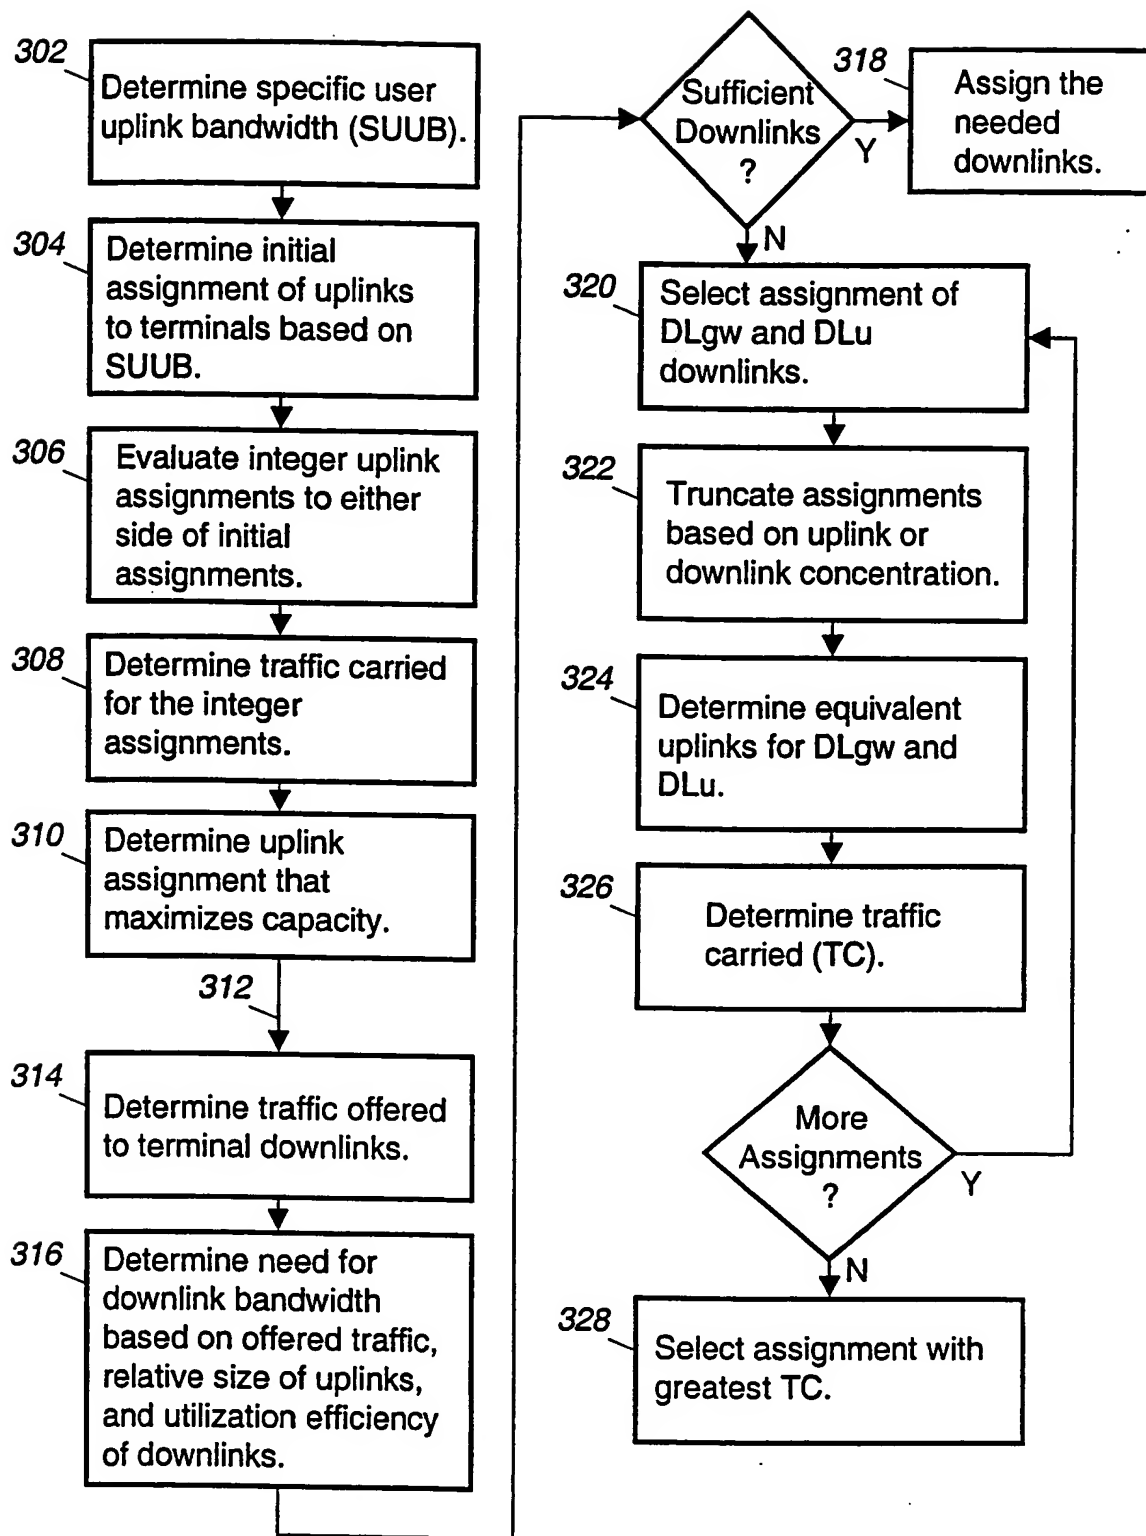 302
Determine specific user
uplink bandwidth (SUUB).
304
Determine initial
assignment of uplinks
to terminals based on
SUUB.
306
Evaluate integer uplink
assignments to either
side of initial
assignments.
308
Determine traffic carried
for the integer
assignments.
310
Determine uplink
assignment that
maximizes capacity.
312
314
Determine traffic offered
to terminal downlinks.
316
Determine need for
downlink bandwidth
based on offered traffic,
relative size of uplinks,
and utilization efficiency
of downlinks.
Sufficient
Downlinks
?
Y
N
318
Assign the
needed
downlinks.
320
Select assignment of
DLgw and DLu
downlinks.
322
Truncate assignments
based on uplink or
downlink concentration.
324
Determine equivalent
uplinks for DLgw and
DLu.
326
Determine traffic
carried (TC).
More
Assignments
?
Y
N
328
Select assignment with
greatest TC.